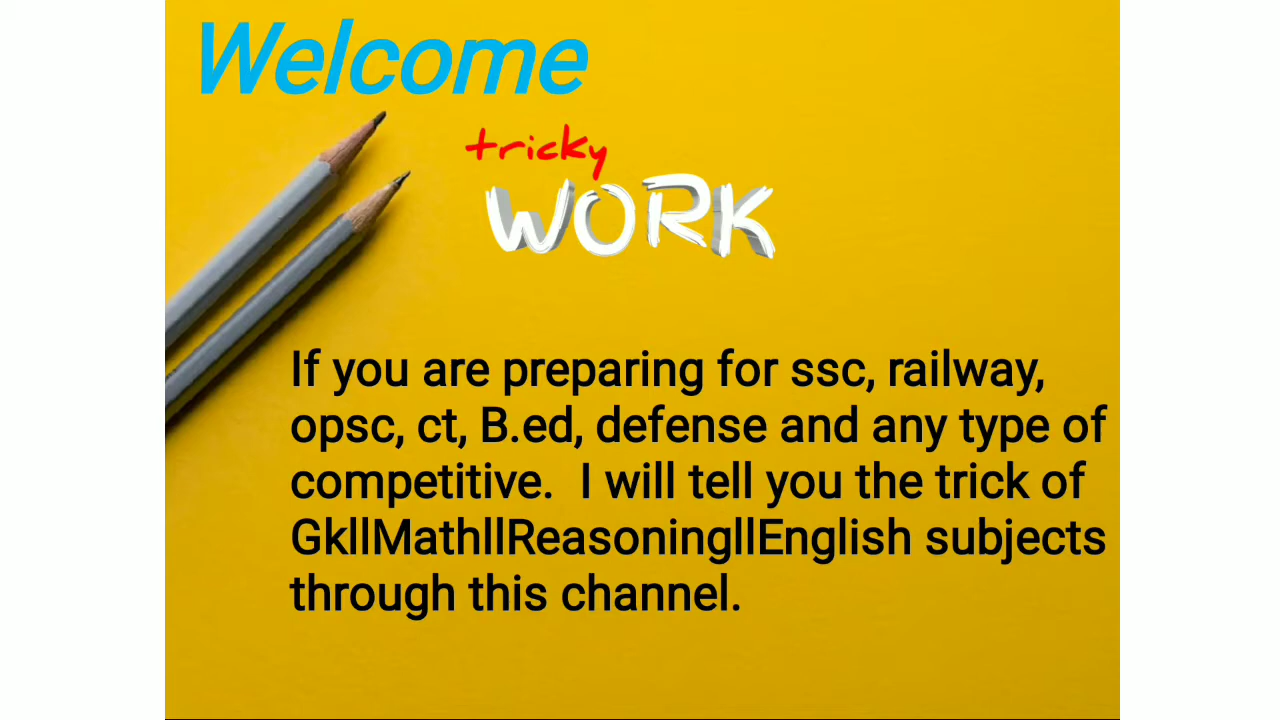 Welcome
tricky
WORK
If you are preparing for ssc, railway,
opsc, ct, B.ed, defense and any type of
competitive.  I will tell you the trick of
GkllMathllReasoningllEnglish subjects
through this channel.